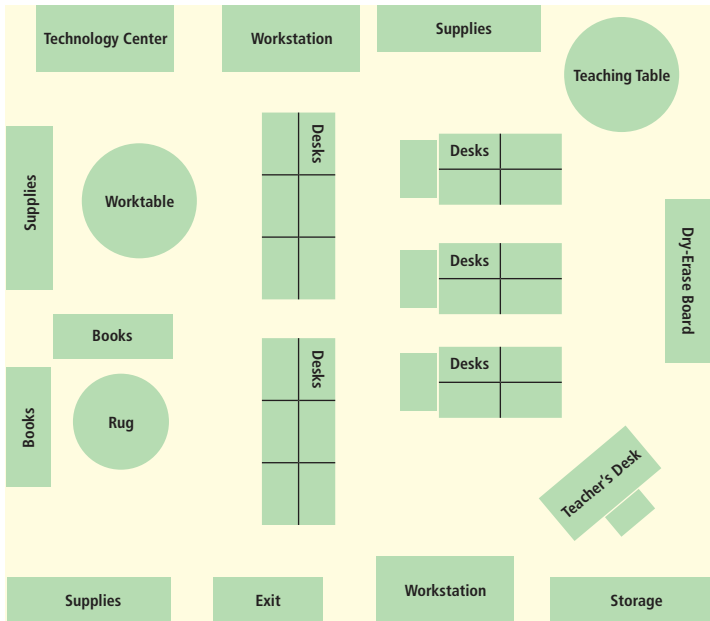 Technology Center
Workstation
Supplies
Teaching Table
Desks
Desks
Supplies
Worktable
Dry-Erase Board
Desks
Books
Desks
Desks
Books
Rug
Teacher's Desk
Supplies
Exit
Workstation
Storage